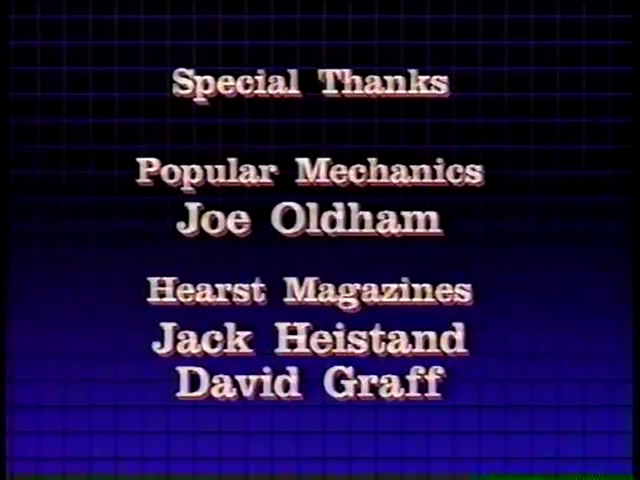 Special Thanks
Popular Mechanics
Joe Oldham
Hearst Magazines
Jack Heistand
David Graff